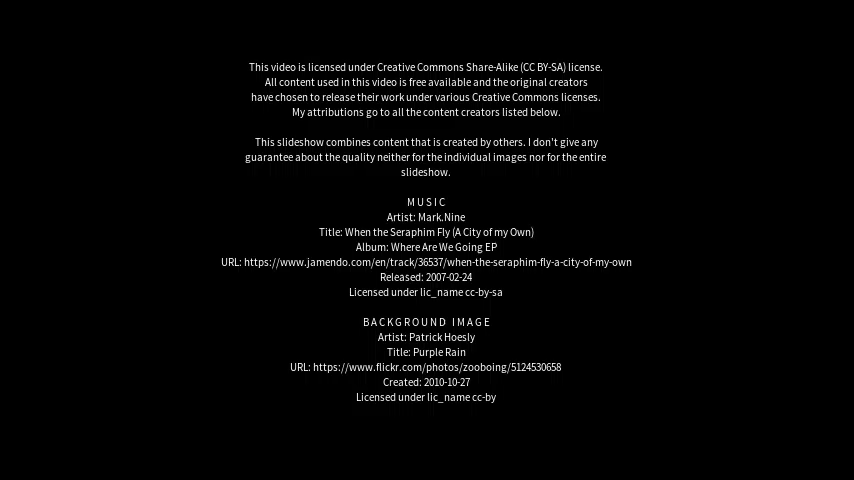 This video is licensed under Creative Commons Share-Alike (CC BY-SA) license.
All content used in this video is free available and the original creators
have chosen to release their work under various Creative Commons licenses.
My attributions go to all the content creators listed below.
This slideshow combines content that is created by others. I don't give any
guarantee about the quality neither for the individual images nor for the entire
slideshow.
MUSIC
Artist: Mark.Nine
Title: When the Seraphim Fly (A City of my Own)
Album: Where Are We Going EP
URL: https://www.jamendo.com/en/track/36537/when-the-seraphim-fly-a-city-of-my-own
Released: 2007-02-24
Licensed under lic_name cc-by-sa
BACKGROUND IMAGE
Artist: Patrick Hoesly
Title: Purple Rain
URL: https://www.flickr.com/photos/zooboing/5124530658
Created: 2010-10-27
Licensed under lic_name cc-by